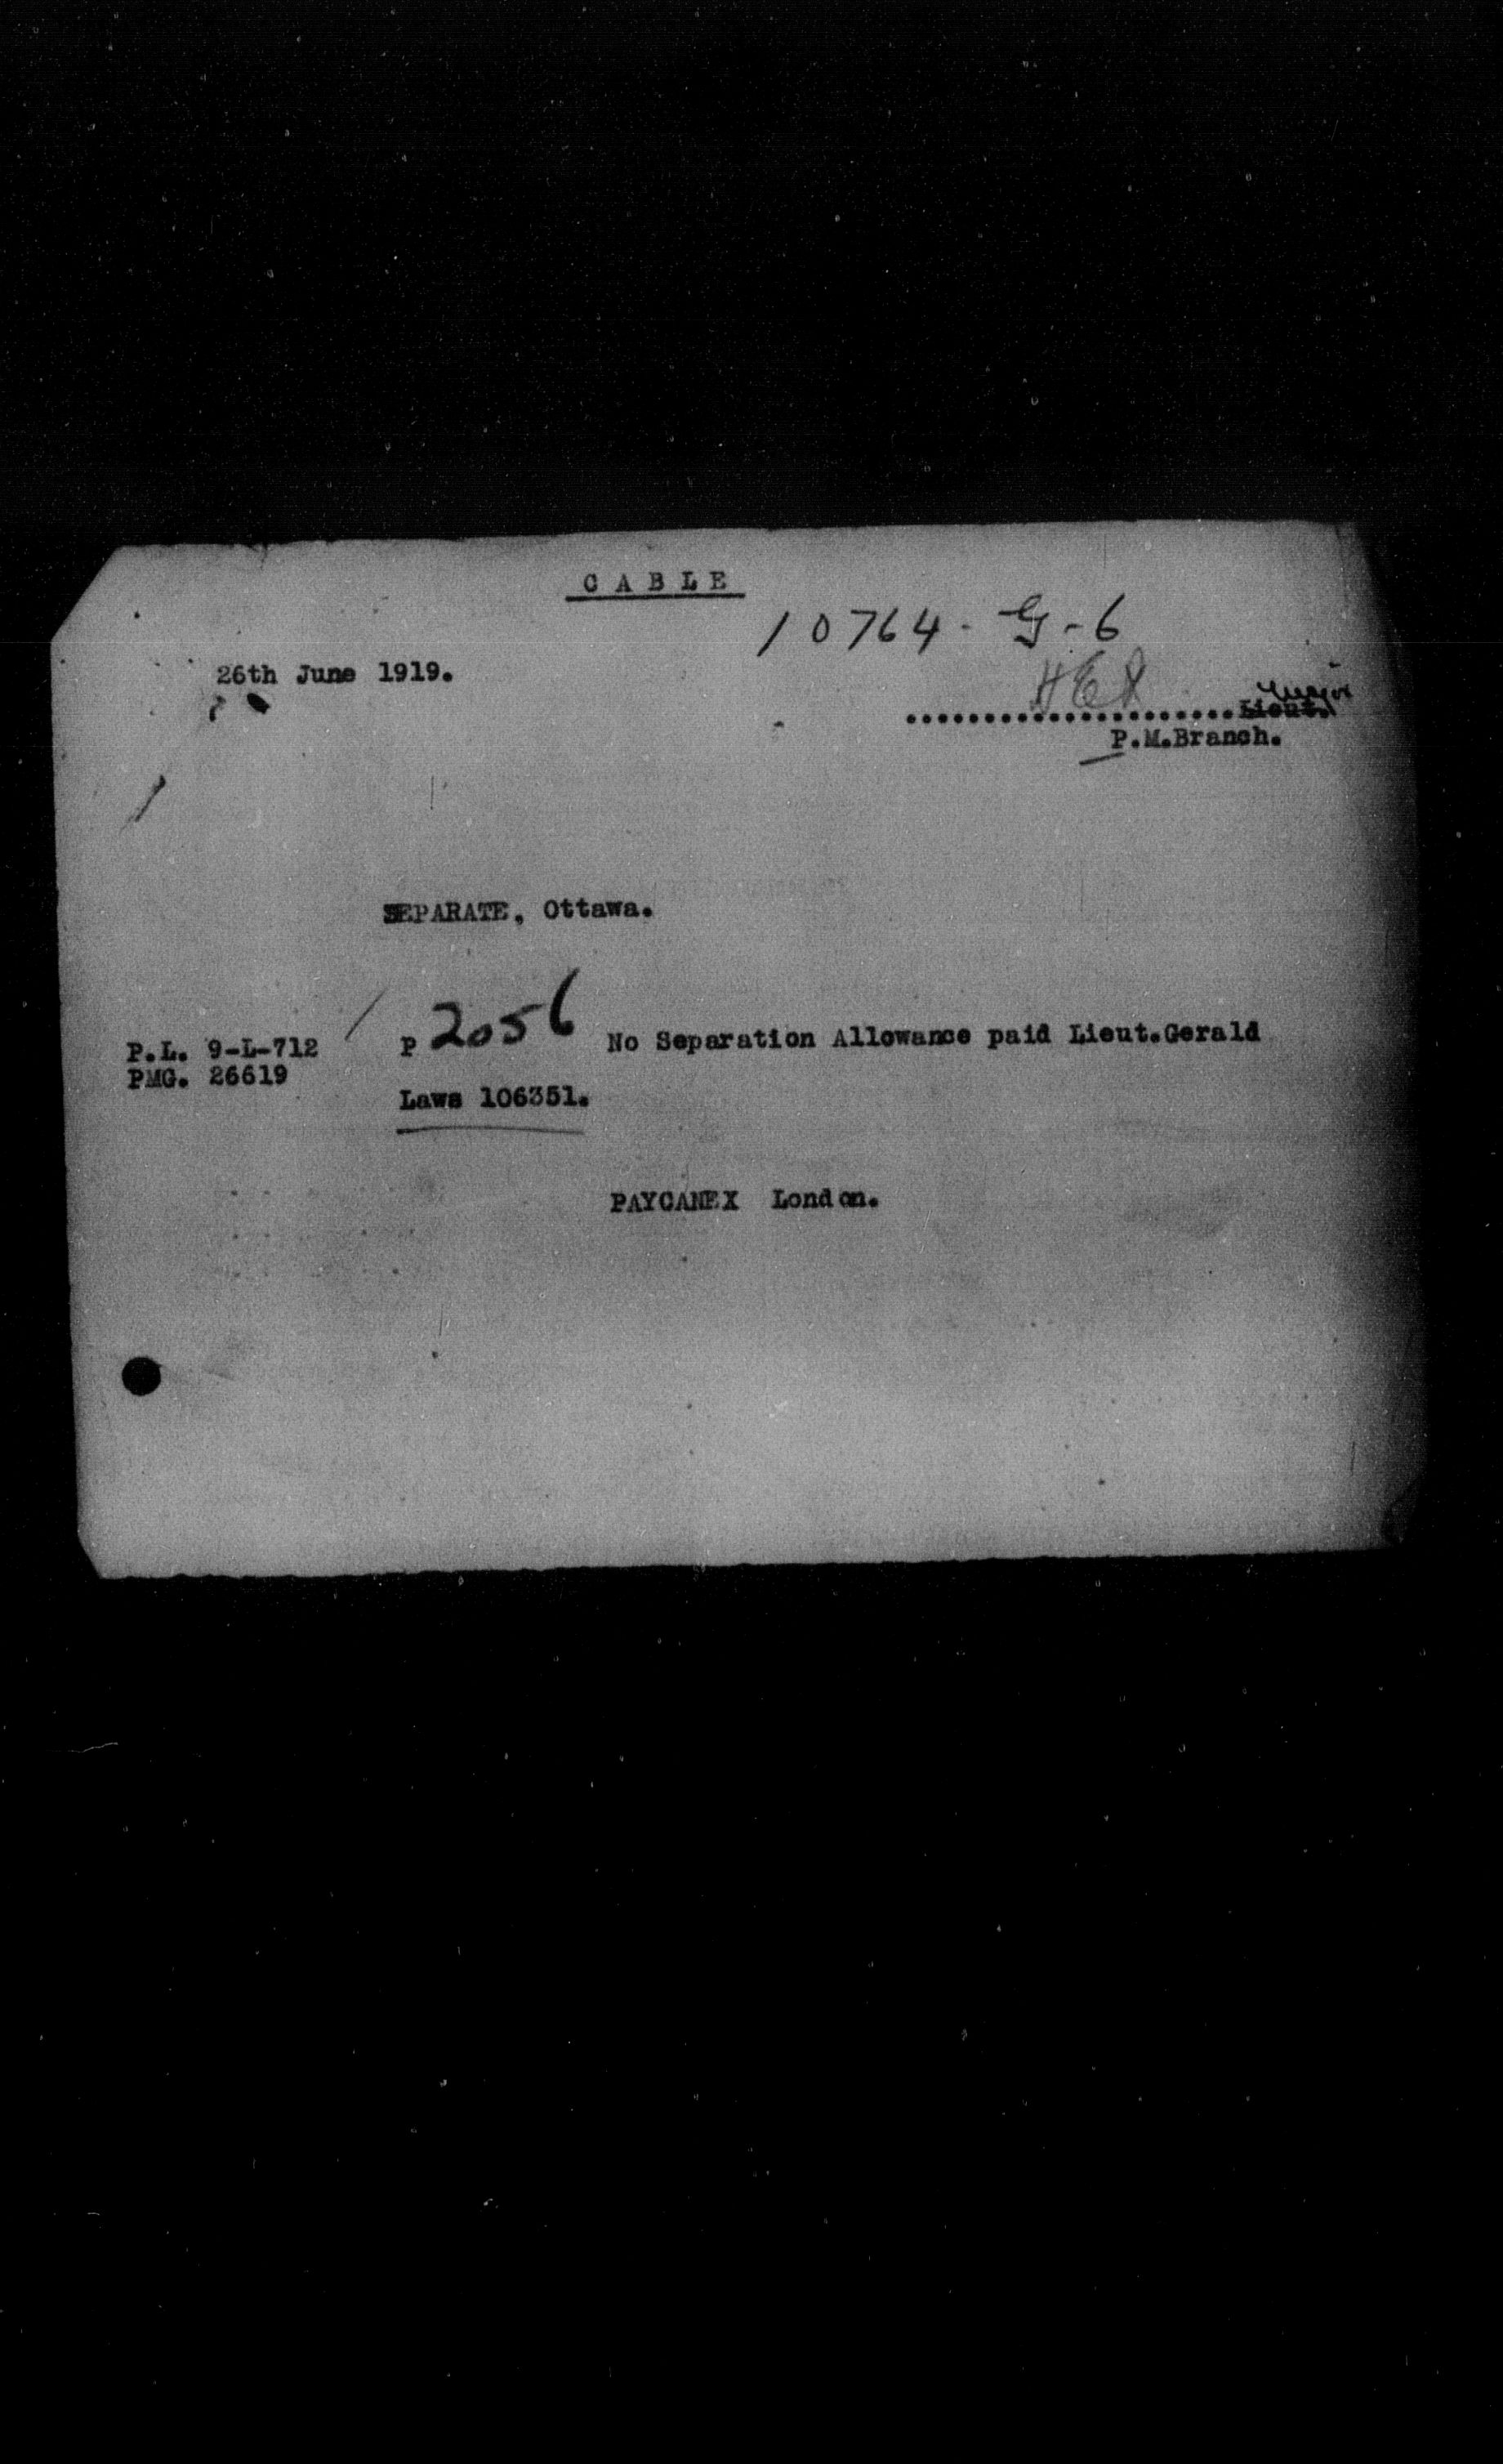 CABLE
10764-G-6
26th June 1919.
.....................Lieut. Major
P.M.Branch.
SEPARATE, Ottawa.
P.L. 9-L-712 / P 2056 No Separation Allowance paid Lieut.Gerald
PMG. 26619
Laws 106351.
PAYCANEX London.